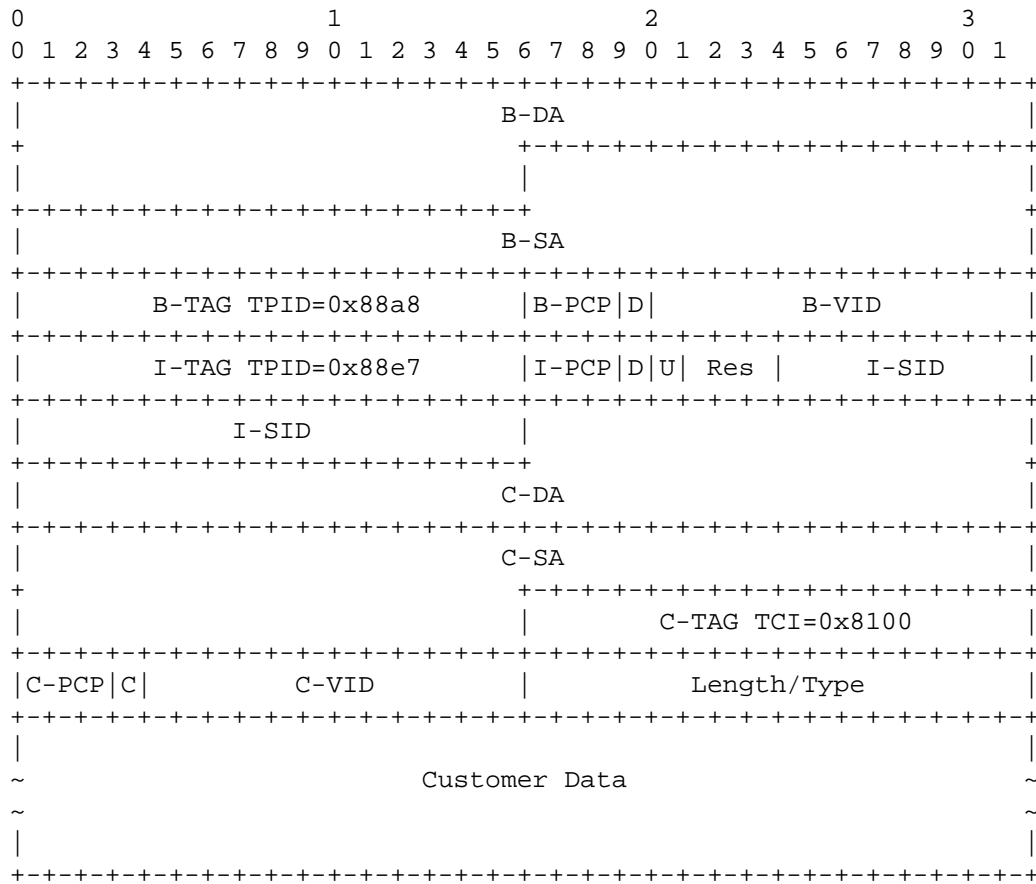 0                   1                   2                   3
0 1 2 3 4 5 6 7 8 9 0 1 2 3 4 5 6 7 8 9 0 1 2 3 4 5 6 7 8 9 0 1
+-+-+-+-+-+-+-+-+-+-+-+-+-+-+-+-+-+-+-+-+-+-+-+-+-+-+-+-+-+-+-+-+
|                              B-DA                             |
+                               +-+-+-+-+-+-+-+-+-+-+-+-+-+-+-+-+
|                               |                               |
+-+-+-+-+-+-+-+-+-+-+-+-+-+-+-+-+                               +
|                              B-SA                             |
+-+-+-+-+-+-+-+-+-+-+-+-+-+-+-+-+-+-+-+-+-+-+-+-+-+-+-+-+-+-+-+-+
|        B-TAG TPID=0x88a8      |B-PCP|D|         B-VID         |
+-+-+-+-+-+-+-+-+-+-+-+-+-+-+-+-+-+-+-+-+-+-+-+-+-+-+-+-+-+-+-+-+
|        I-TAG TPID=0x88e7      |I-PCP|D|U| Res |     I-SID     |
+-+-+-+-+-+-+-+-+-+-+-+-+-+-+-+-+-+-+-+-+-+-+-+-+-+-+-+-+-+-+-+-+
|             I-SID             |                               |
+-+-+-+-+-+-+-+-+-+-+-+-+-+-+-+-+                               +
|                              C-DA                             |
+-+-+-+-+-+-+-+-+-+-+-+-+-+-+-+-+-+-+-+-+-+-+-+-+-+-+-+-+-+-+-+-+
|                              C-SA                             |
+                               +-+-+-+-+-+-+-+-+-+-+-+-+-+-+-+-+
|                               |        C-TAG TCI=0x8100       |
+-+-+-+-+-+-+-+-+-+-+-+-+-+-+-+-+-+-+-+-+-+-+-+-+-+-+-+-+-+-+-+-+
|C-PCP|C|         C-VID         |          Length/Type          |
+-+-+-+-+-+-+-+-+-+-+-+-+-+-+-+-+-+-+-+-+-+-+-+-+-+-+-+-+-+-+-+-+
|                                                               |
~                         Customer Data                         ~
~                                                               ~
|                                                               |
+-+-+-+-+-+-+-+-+-+-+-+-+-+-+-+-+-+-+-+-+-+-+-+-+-+-+-+-+-+-+-+-+